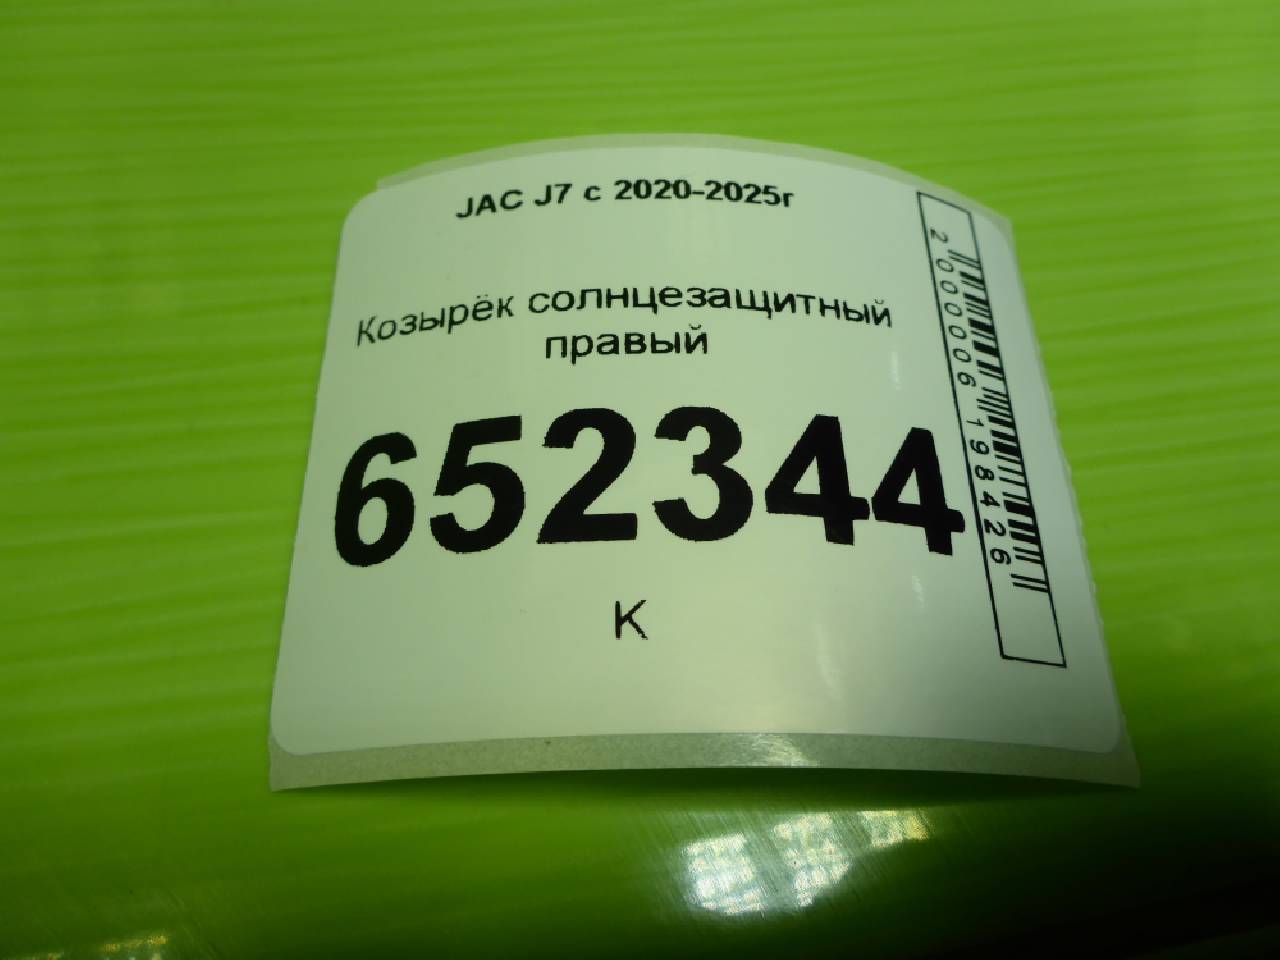 JAC J7 с 2020-2025г
Козырёк солнцезащитный
правый
652344
К
2000006198426